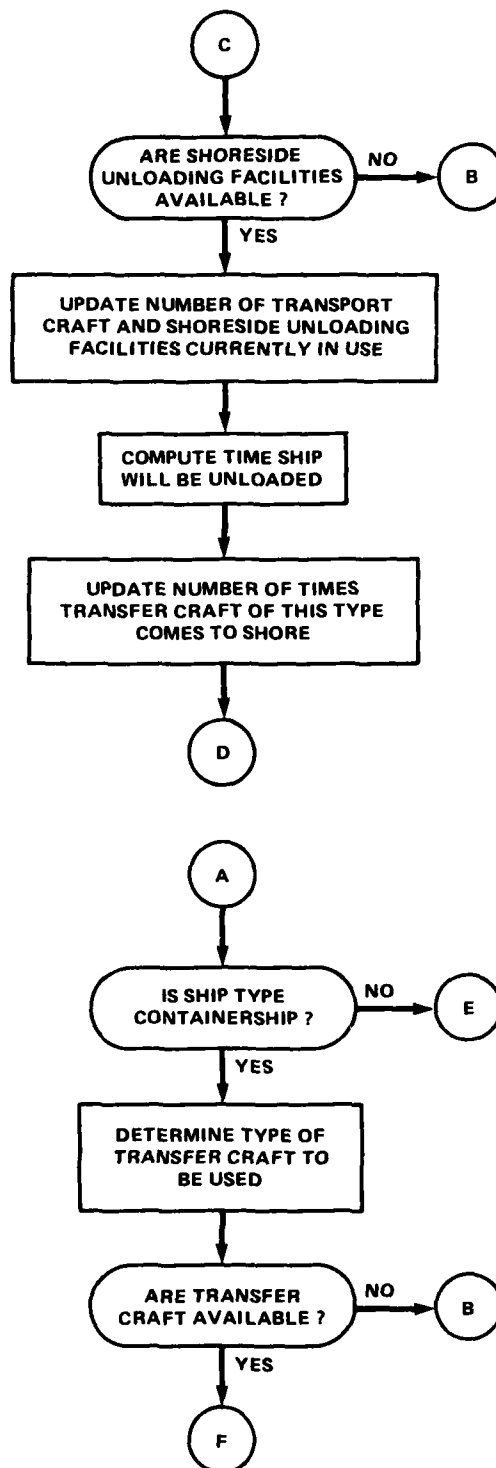 C
ARE SHORESIDE
UNLOADING FACILITIES
AVAILABLE ?
NO
B
YES
UPDATE NUMBER OF TRANSPORT
CRAFT AND SHORESIDE UNLOADING
FACILITIES CURRENTLY IN USE
COMPUTE TIME SHIP
WILL BE UNLOADED
UPDATE NUMBER OF TIMES
TRANSFER CRAFT OF THIS TYPE
COMES TO SHORE
D
A
IS SHIP TYPE
CONTAINERSHIP ?
NO
E
YES
DETERMINE TYPE OF
TRANSFER CRAFT TO
BE USED
ARE TRANSFER
CRAFT AVAILABLE ?
NO
B
YES
F